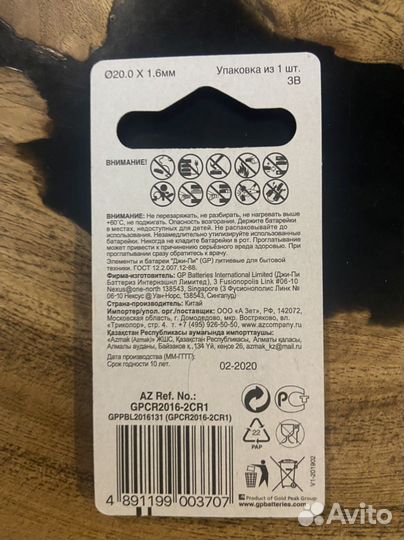 Ø20.0 X 1.6мм
Упаковка из 1 шт.
3В
ВНИМАНИЕ!
ВНИМАНИЕ: Не перезаряжать, не разбирать, не нагревать выше
+60°C, не поджигать. Опасность возгорания. Держите батарейки
в местах, недоступных для детей. Не распаковывайте до
использования. Незамедлительно утилизируйте использованные
батарейки. Никогда не кладите батарейки в рот. Проглатывание
может привести к причинению серьёзного вреда здоровью. При
проглатывании сразу обратитесь к врачу.
Элементы и батареи "Джи-Пи" (GP) литиевые для бытовой
техники. ГОСТ 12.2.007.12-88.
Изготовитель: GP Batteries International Limited (Джи-Пи
Бэттериз Интернэшнл Лимитед), 3 Fusionopolis Link #06-10
Nexus@one-north 138543, Singapore (3 Фусионополис Линк №
06-10 Нексус @ Уан-Норс, 138543, Сингапур)
Страна-производитель: Китай
Импортер/упол. орг./поставщик: ООО «А Зет», РФ, 142072,
Московская область, г. Домодедово, мкр. Востряково, вл.
«Триколор», стр. 4. т. +7 (495) 926-50-50, www.azcompany.ru
Қазақстан Республикасы аумағында импорттаушы:
«Azmak (Азмак)» ЖШС, Қазақстан Республикасы, Алматы қаласы,
Алмалы ауданы, Байзақов к.,134 Үй, кеңсе 26, azmak_kz@mail.ru
Дата производства (ММ-ГГГГ):
Срок годности 10 лет.
02-2020
AZ Ref. No.:
GPCR2016-2CR1
GPPBL2016131 (GPCR2016-2CR1)
22
PAP
4 891199 003707
Product of Gold Peak Group
www.gpbatteries.com
V1-201902
Avito